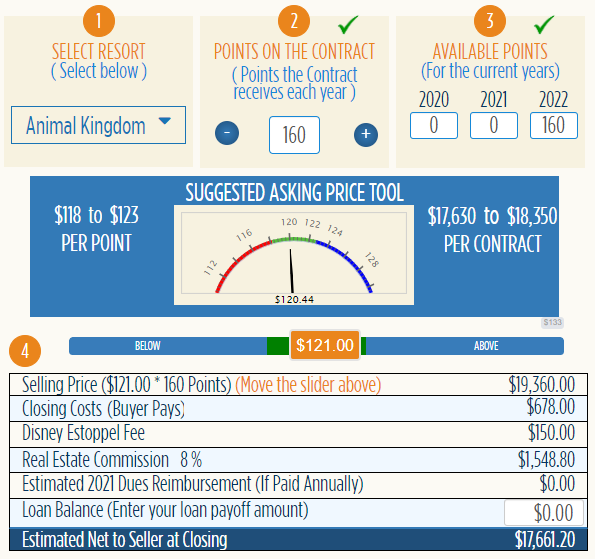 1
SELECT RESORT
( Select below )
Animal Kingdom
2
POINTS ON THE CONTRACT
( Points the Contract
receives each year )
-
160
+
3
AVAILABLE POINTS
(For the current years)
2020 2021 2022
0 0 160
SUGGESTED ASKING PRICE TOOL
$118 to $123
PER POINT
112 116 120 122 124 128
$120.44
$17,630 to $18,350
PER CONTRACT
$133
4
BELOW $121.00 ABOVE
Selling Price ($121.00 * 160 Points) (Move the slider above) $19,360.00
Closing Costs (Buyer Pays) $678.00
Disney Estoppel Fee $150.00
Real Estate Commission 8 % $1,548.80
Estimated 2021 Dues Reimbursement (If Paid Annually) $0.00
Loan Balance (Enter your loan payoff amount) $0.00
Estimated Net to Seller at Closing $17,661.20